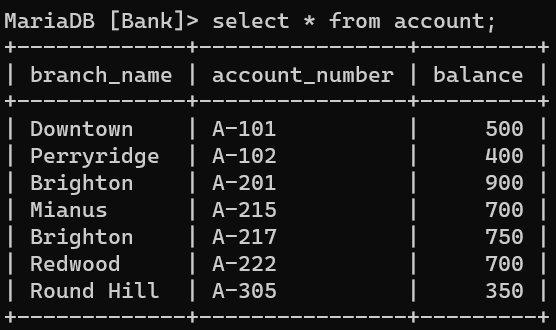 MariaDB [Bank]> select * from account;
+-------------+----------------+---------+
| branch_name | account_number | balance |
+-------------+----------------+---------+
| Downtown    | A-101          |     500 |
| Perryridge  | A-102          |     400 |
| Brighton    | A-201          |     900 |
| Mianus      | A-215          |     700 |
| Brighton    | A-217          |     750 |
| Redwood     | A-222          |     700 |
| Round Hill  | A-305          |     350 |
+-------------+----------------+---------+